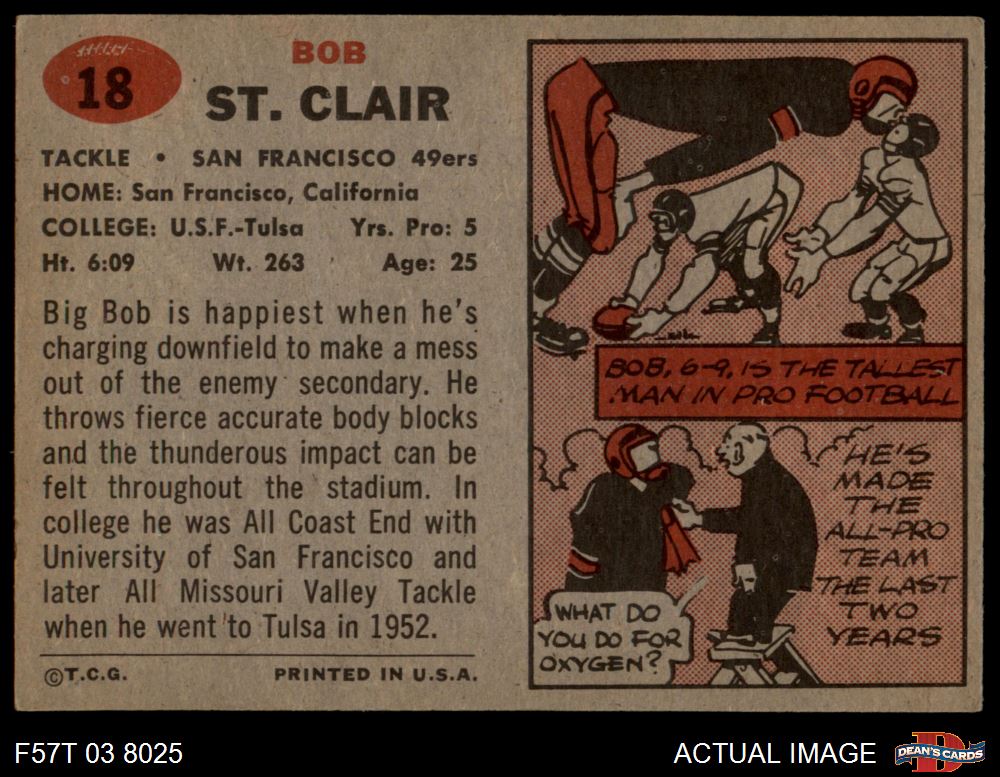 18
BOB
ST. CLAIR
TACKLE • SAN FRANCISCO 49ers
HOME: San Francisco, California
COLLEGE: U.S.F.-Tulsa Yrs. Pro: 5
Ht. 6:09 Wt. 263 Age: 25
Big Bob is happiest when he's
charging downfield to make a mess
out of the enemy secondary. He
throws fierce accurate body blocks
and the thunderous impact can be
felt throughout the stadium. In
college he was All Coast End with
University of San Francisco and
later All Missouri Valley Tackle
when he went to Tulsa in 1952.
©T.C.G. PRINTED IN U.S.A.
BOB, 6-9, IS THE TALLEST
MAN IN PRO FOOTBALL
HE'S
MADE
THE
ALL-PRO
TEAM
THE LAST
TWO
YEARS
WHAT DO
YOU DO FOR
OXYGEN?
F57T 03 8025
ACTUAL IMAGE
DEAN'S CARDS